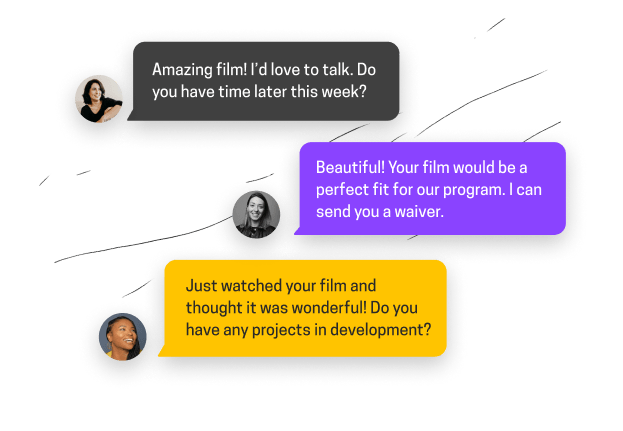 Amazing film! I'd love to talk. Do
you have time later this week?
Beautiful! Your film would be a
perfect fit for our program. I can
send you a waiver.
Just watched your film and
thought it was wonderful! Do you
have any projects in development?